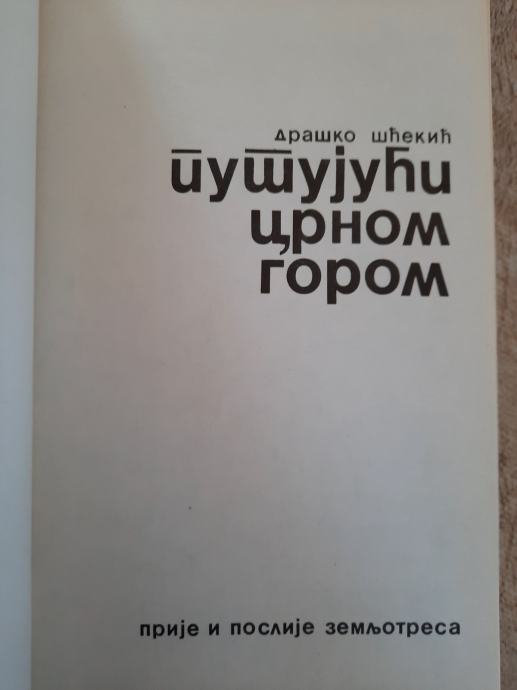 драшко шћекић
путујући
црном
гором
прије и послије земљотреса